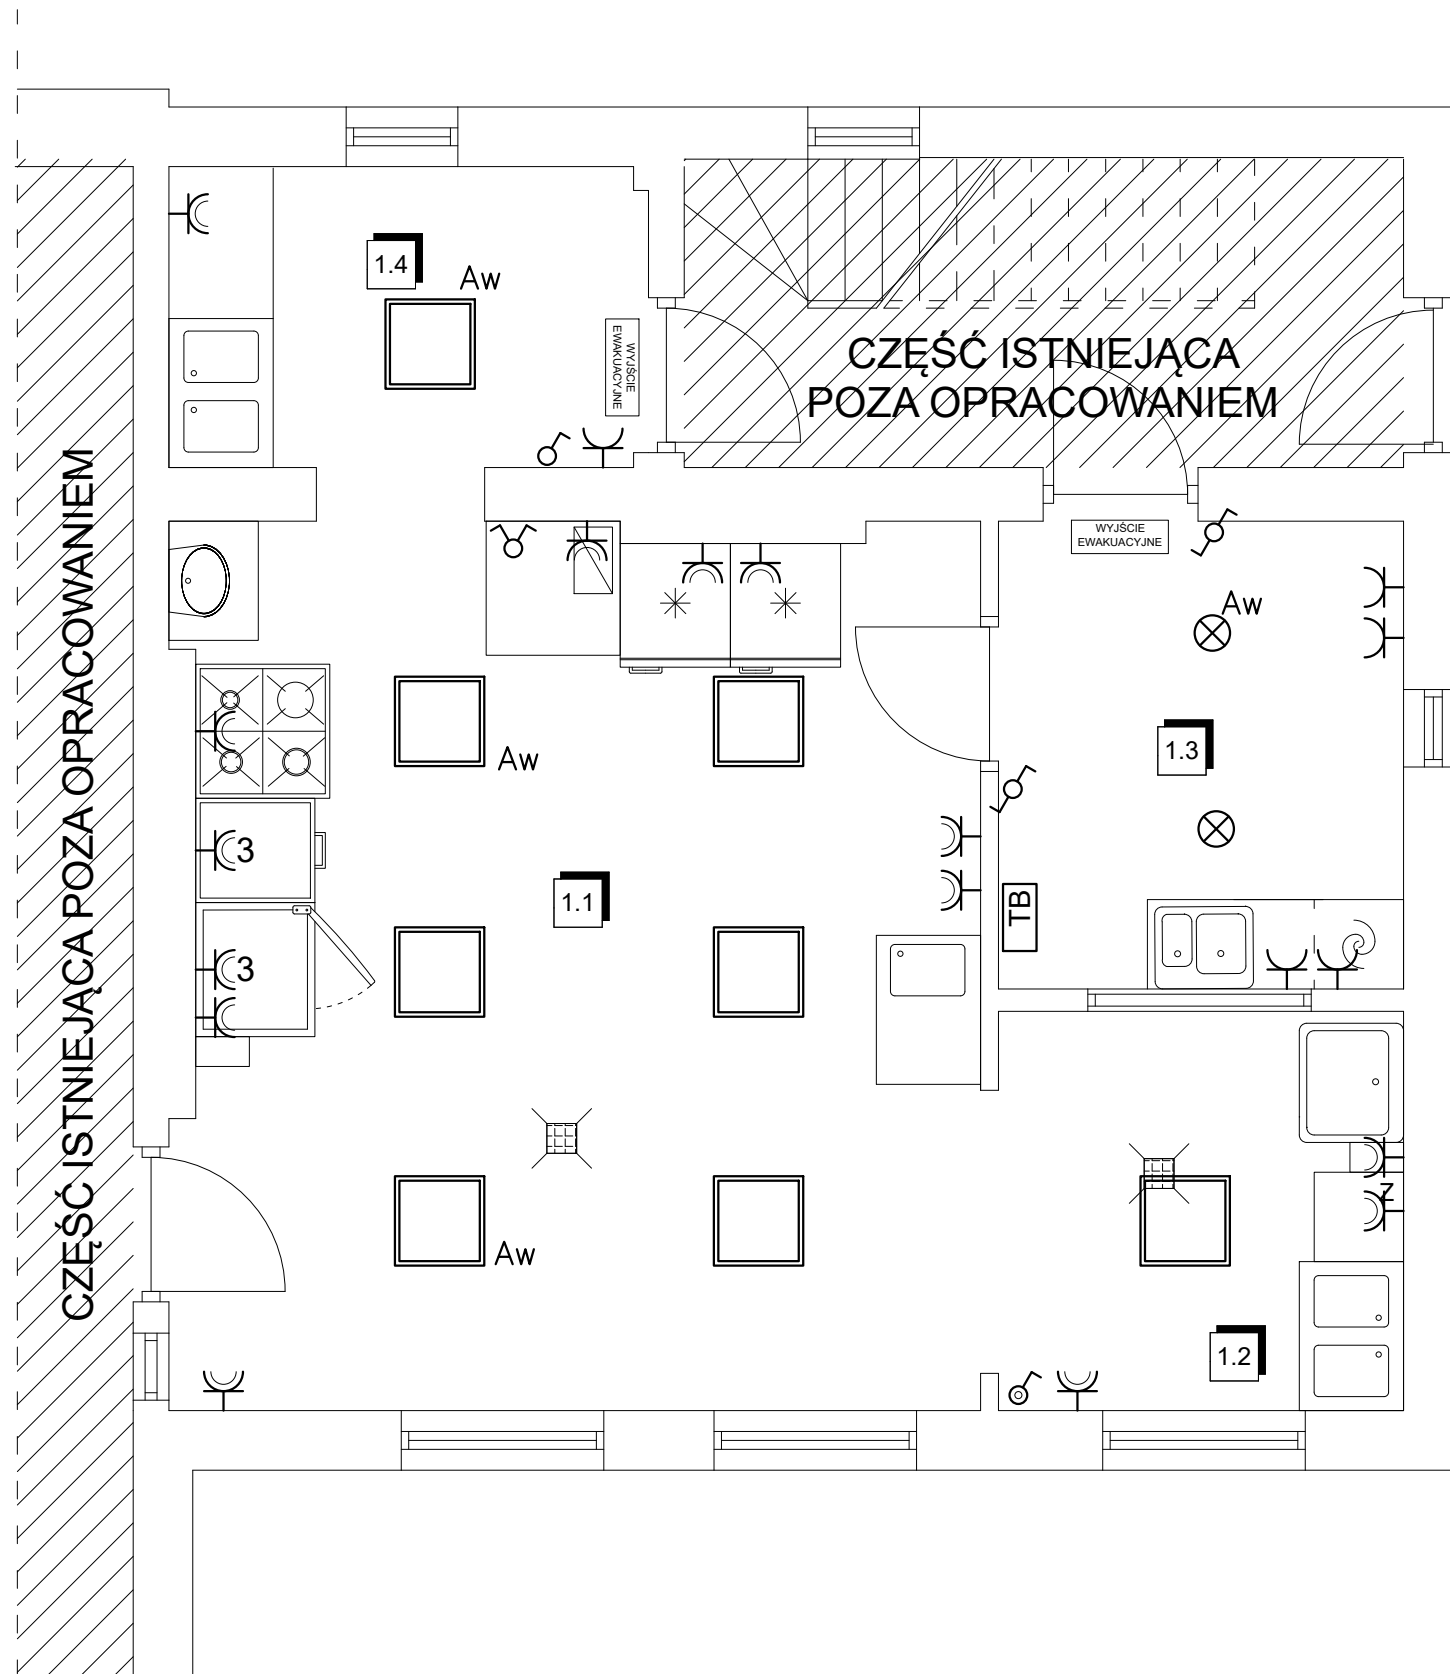 1.4
Aw
WYJŚCIE
EWAKUACYJNE
CZĘŚĆ ISTNIEJĄCA
POZA OPRACOWANIEM
CZĘŚĆ ISTNIEJĄCA POZA OPRACOWANIEM
WYJŚCIE
EWAKUACYJNE
Aw
Aw
1.3
3
1.1
TB
3
Z
Aw
1.2